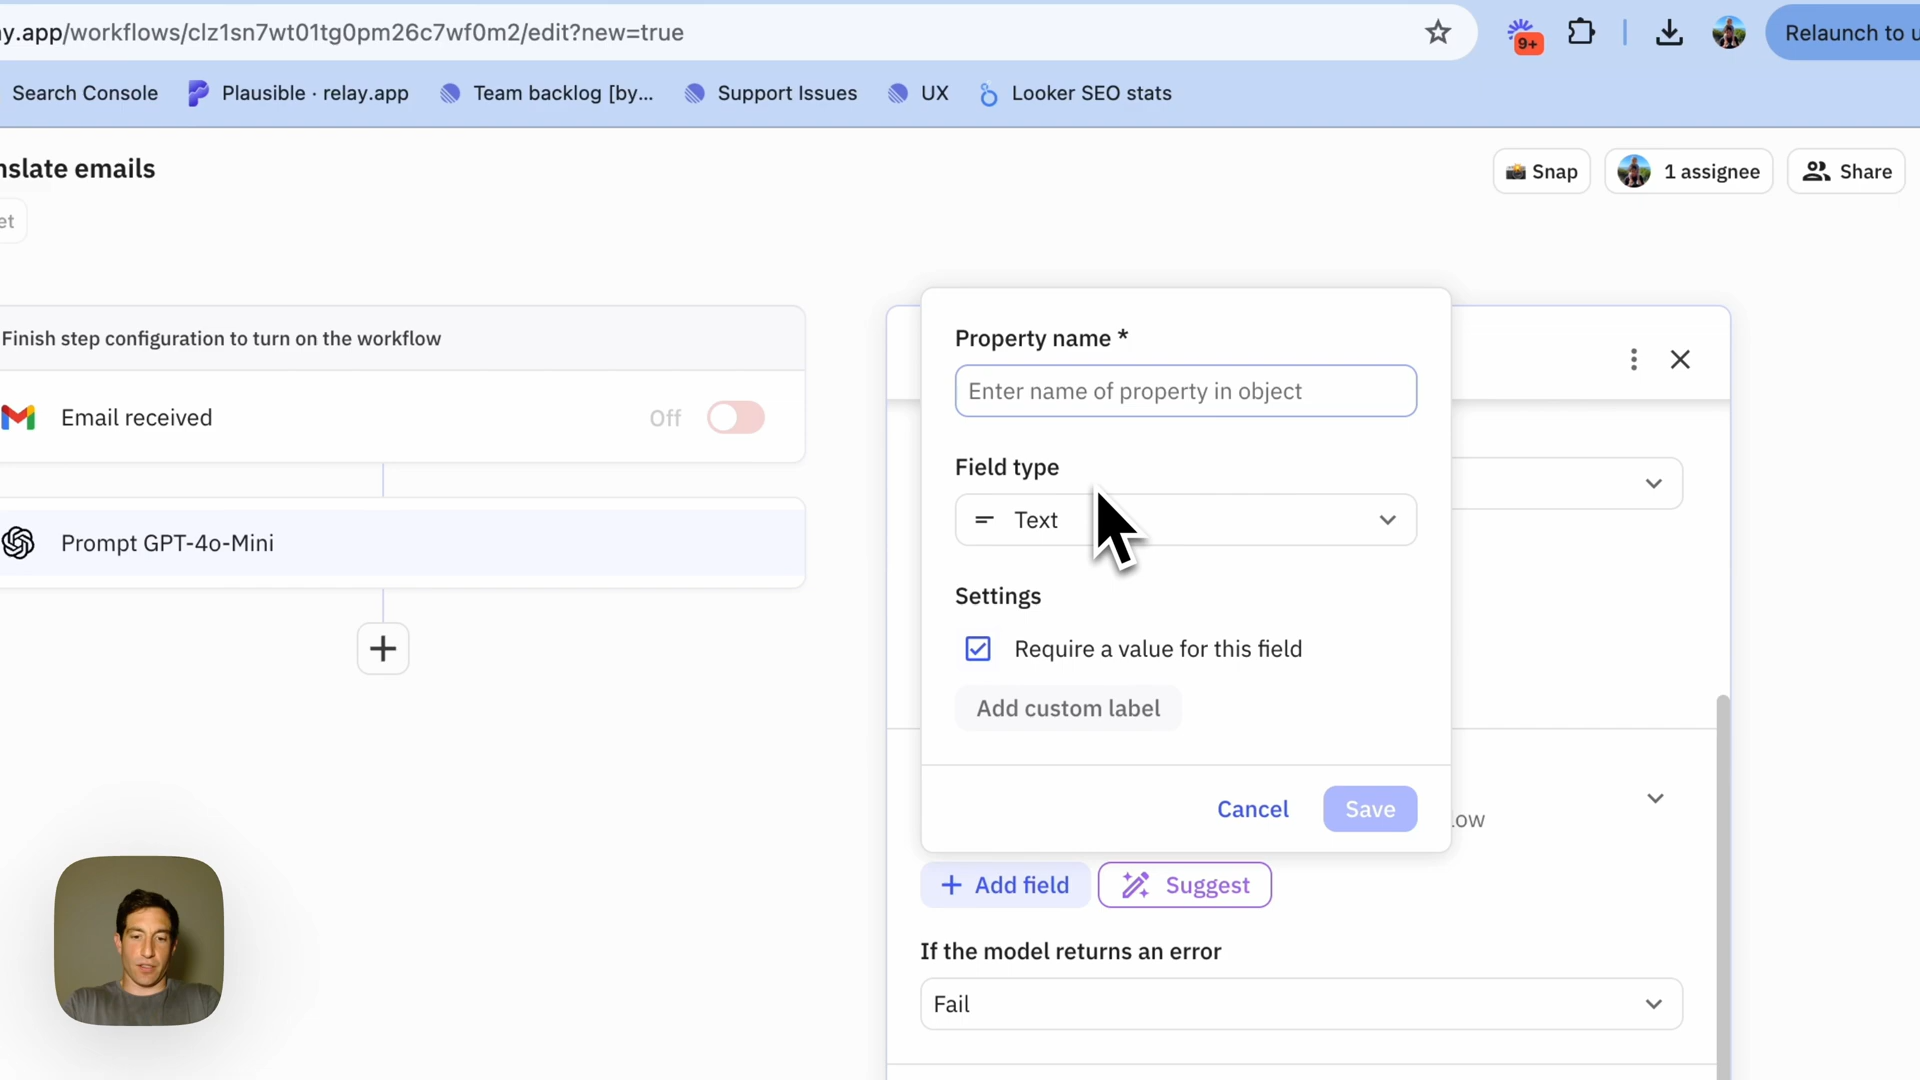 y.app/workflows/clz1sn7wt01tg0pm26c7wf0m2/edit?new=true
9+
Relaunch to u
Search Console
Plausible · relay.app
Team backlog [by...
Support Issues
UX
Looker SEO stats
nslate emails
Snap
1 assignee
Share
et
Finish step configuration to turn on the workflow
Email received
Off
Prompt GPT-4o-Mini
Property name *
Enter name of property in object
Field type
Text
Settings
Require a value for this field
Add custom label
Cancel
Save
low
Add field
Suggest
If the model returns an error
Fail